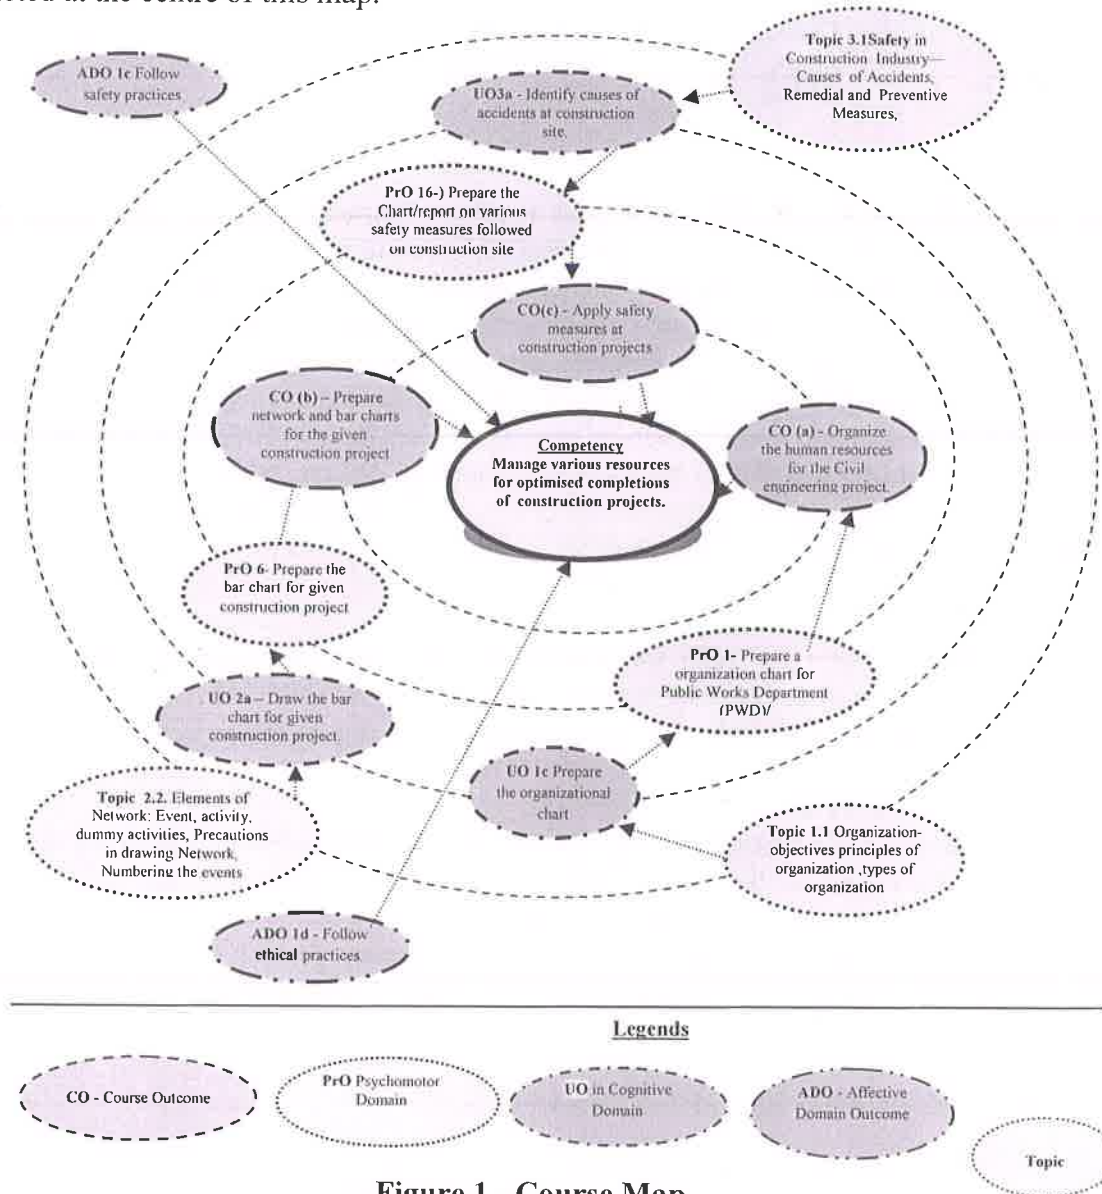 at the centre of this map.
ADO 1c Follow
safety practices
UO3a - Identify causes of
accidents at construction
site.
Topic 3.1Safety in
Construction Industry—
Causes of Accidents,
Remedial and Preventive
Measures,
PrO 16-) Prepare the
Chart/report on various
safety measures followed
on construction site
CO(c) - Apply safety
measures at
construction projects
CO (b) – Prepare
network and bar charts
for the given
construction project
Competency
Manage various resources
for optimised completions
of construction projects.
CO (a) - Organize
the human resources
for the Civil
engineering project.
PrO 6- Prepare the
bar chart for given
construction project
PrO 1- Prepare a
organization chart for
Public Works Department
(PWD)/
UO 2a – Draw the bar
chart for given
construction project.
UO 1c Prepare
the organizational
chart
Topic 2.2. Elements of
Network: Event, activity,
dummy activities, Precautions
in drawing Network,
Numbering the events
Topic 1.1 Organization-
objectives principles of
organization ,types of
organization
ADO 1d - Follow
ethical practices
Legends
CO - Course Outcome
PrO Psychomotor
Domain
UO in Cognitive
Domain
ADO - Affective
Domain Outcome
Topic
Figure 1 - Course Map